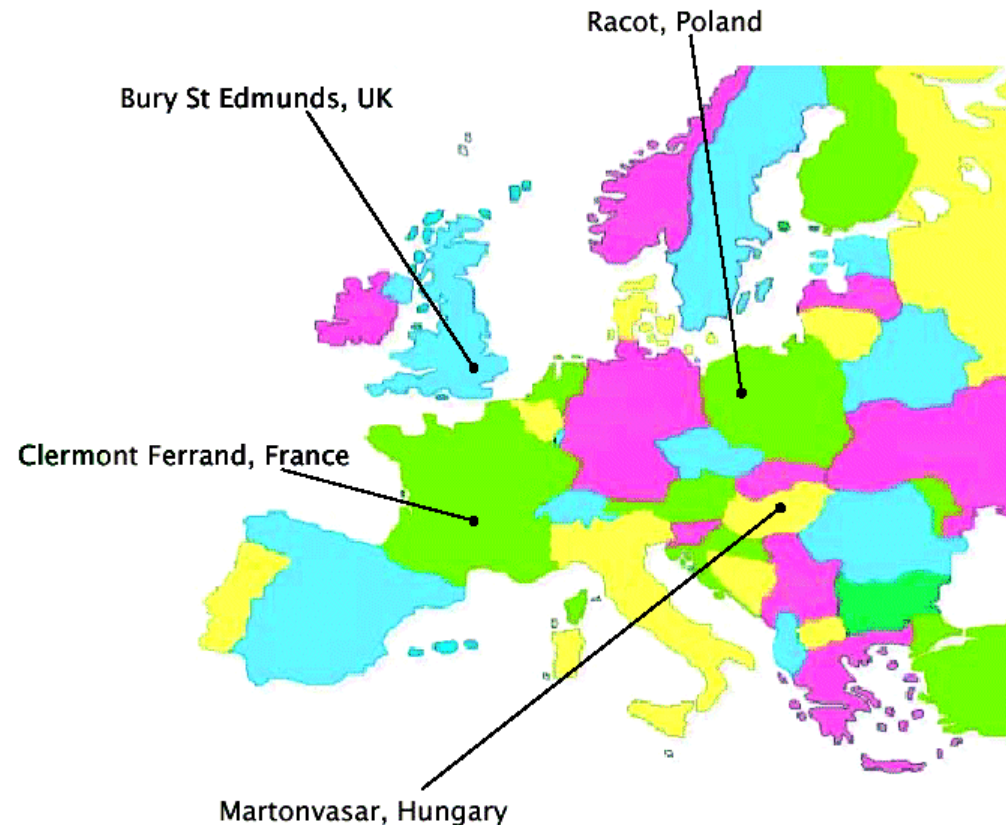 Racot, Poland
Bury St Edmunds, UK
Clermont Ferrand, France
Martonvasar, Hungary